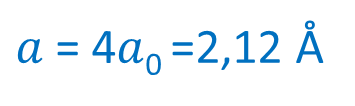 a = 4a₀ =2,12 Å